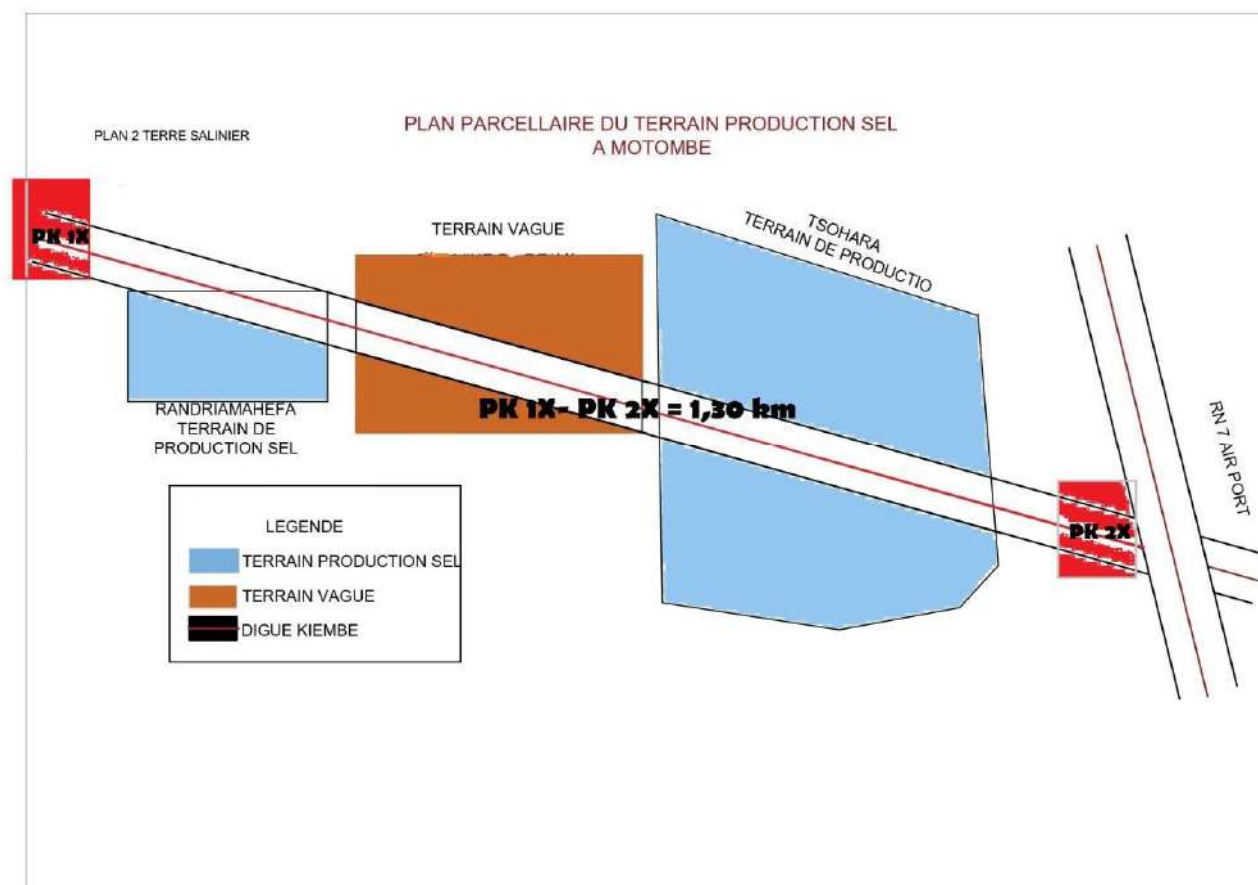 PLAN 2 TERRE SALINIER
PLAN PARCELLAIRE DU TERRAIN PRODUCTION SEL
A MOTOMBE
PK 1X
TERRAIN VAGUE
TSOHARA
TERRAIN DE PRODUCTIO
RANDRIAMAHEFA
TERRAIN DE
PRODUCTION SEL
PK 1X- PK 2X = 1,30 km
RN 7 AIR PORT
PK 2X
LEGENDE
TERRAIN PRODUCTION SEL
TERRAIN VAGUE
DIGUE KIEMBE